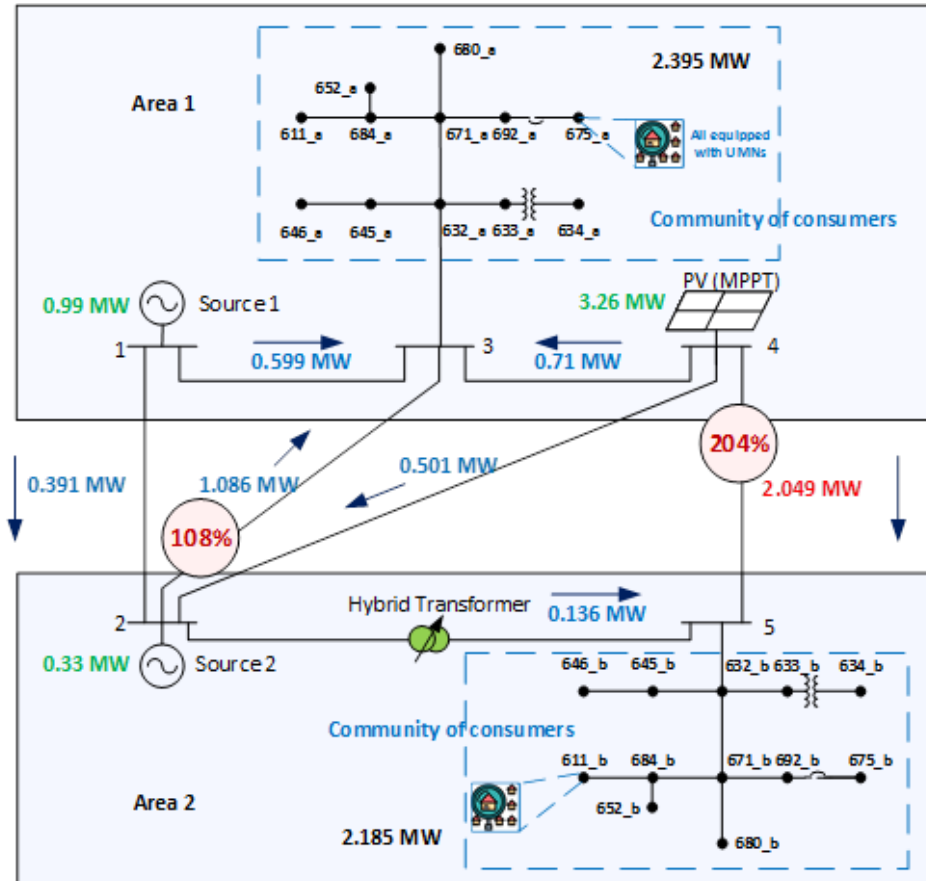 680_a
2.395 MW
652_a
Area 1
611_a
684_a
671_a
692_a
675_a
All equipped
with UMNs
646_a
645_a
632_a
633_a
634_a
Community of consumers
PV (MPPT)
0.99 MW
Source 1
3.26 MW
1
3
4
0.599 MW
0.71 MW
204%
0.391 MW
1.086 MW
0.501 MW
2.049 MW
108%
Hybrid Transformer
0.136 MW
2
5
0.33 MW
Source 2
646_b
645_b
632_b
633_b
634_b
Community of consumers
611_b
684_b
671_b
692_b
675_b
Area 2
652_b
2.185 MW
680_b